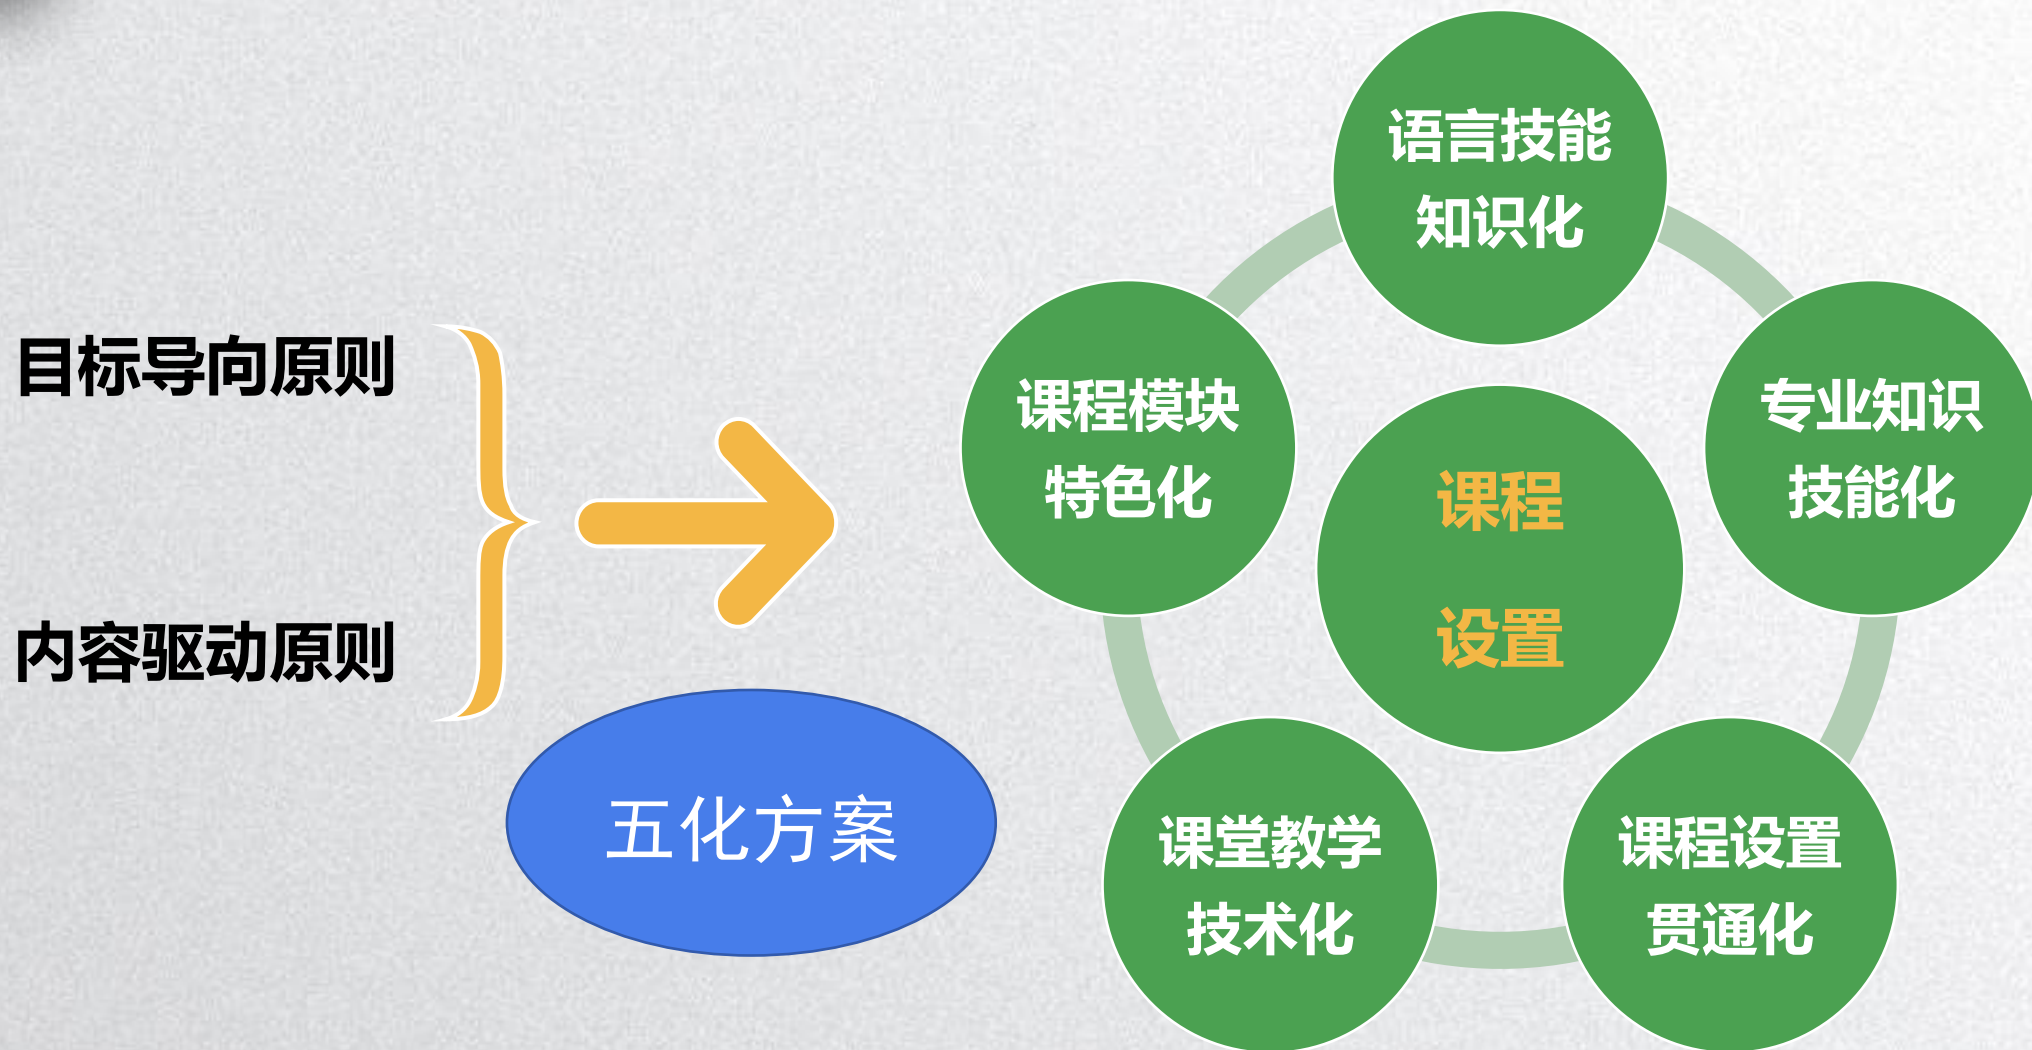 目标导向原则
内容驱动原则
五化方案
语言技能
知识化
专业知识
技能化
课程设置
贯通化
课堂教学
技术化
课程模块
特色化
课程
设置